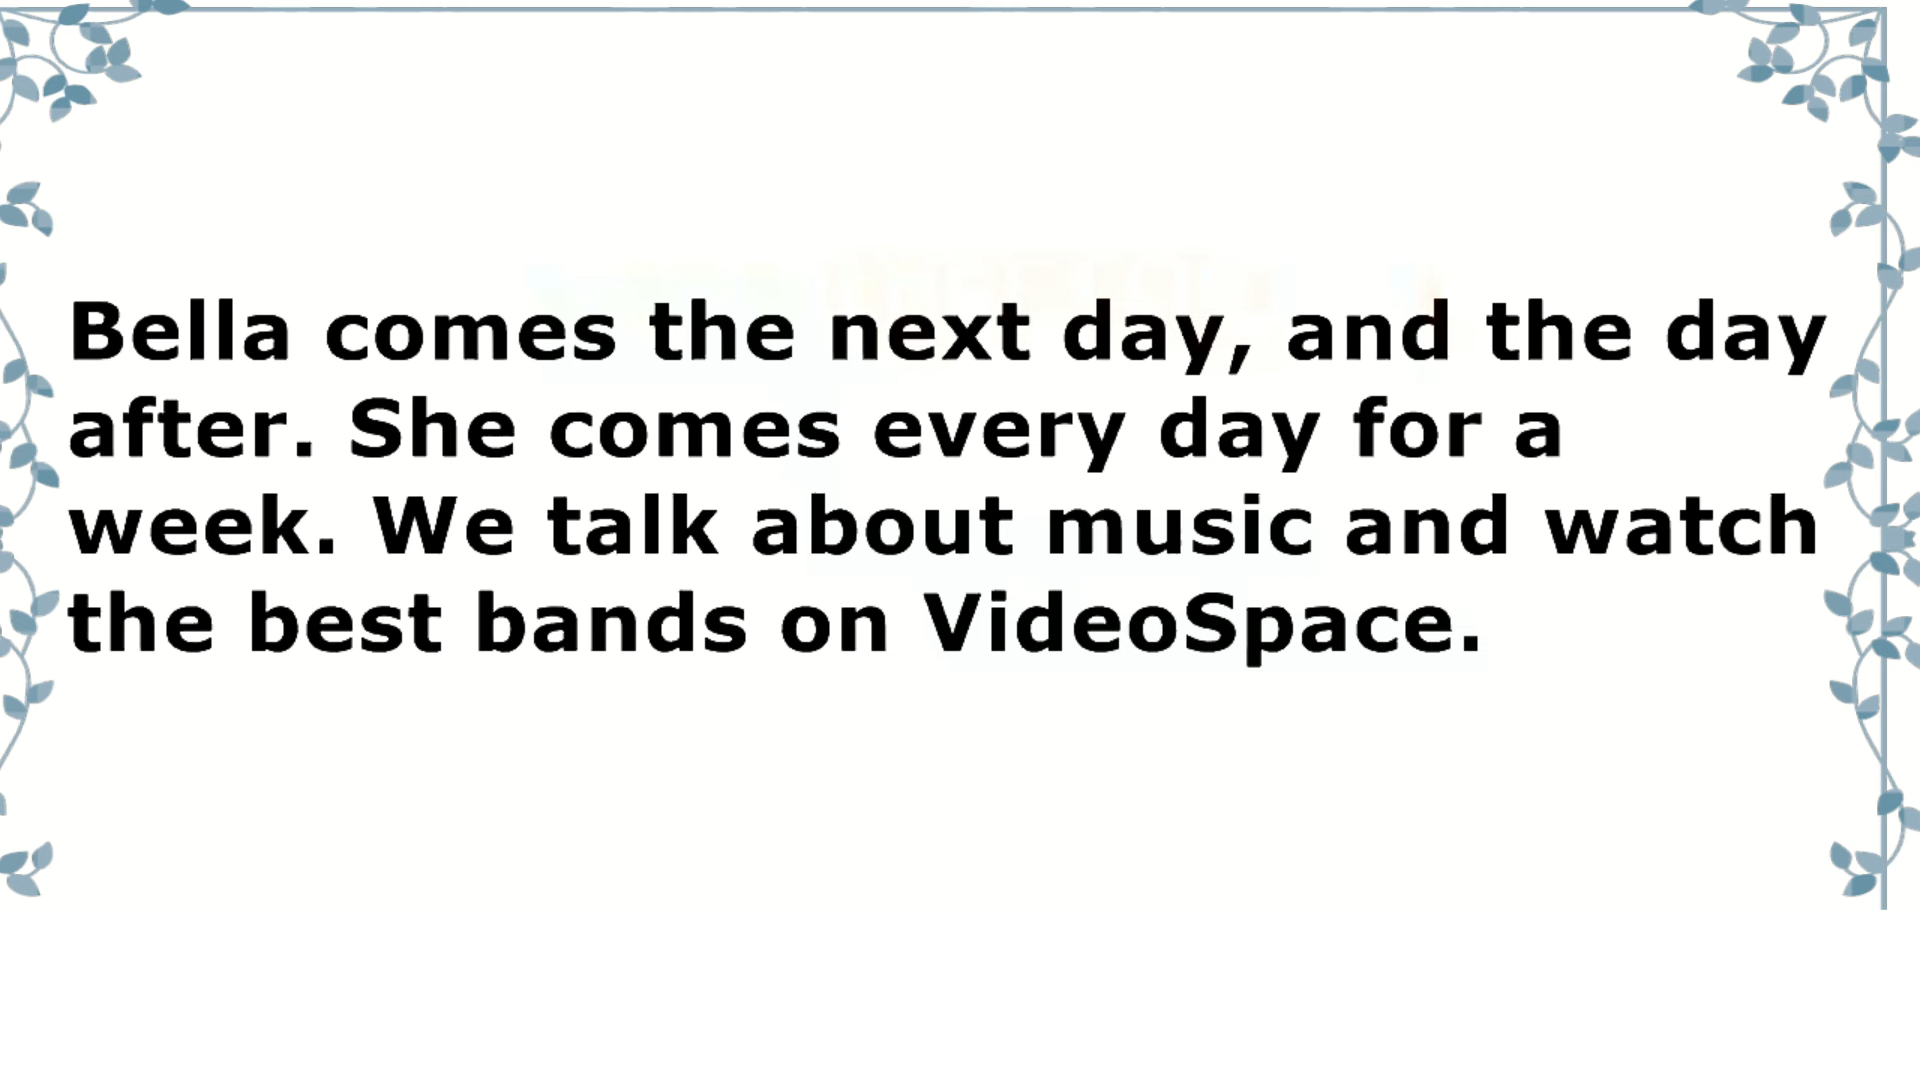 Bella comes the next day, and the day
after. She comes every day for a
week. We talk about music and watch
the best bands on VideoSpace.